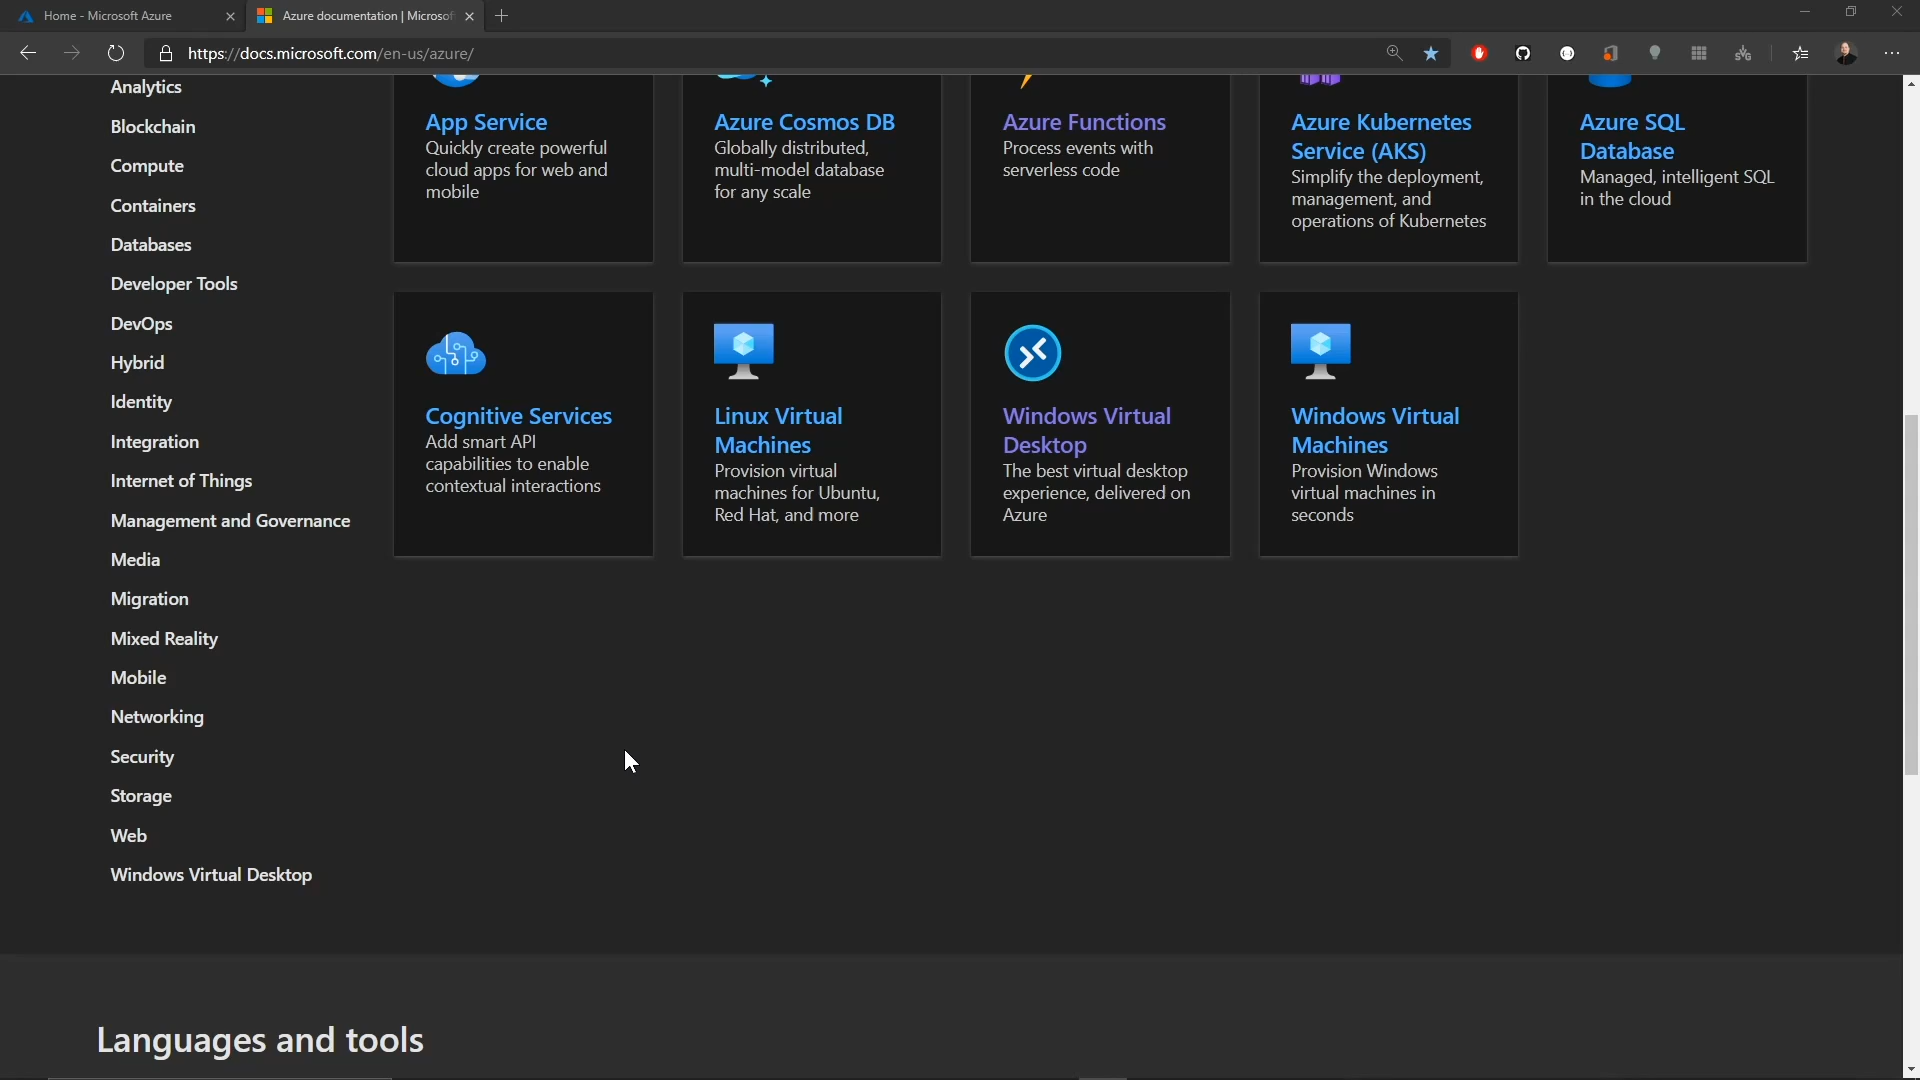 Home - Microsoft Azure
Azure documentation | Microsof
https://docs.microsoft.com/en-us/azure/
Analytics
Blockchain
Compute
Containers
Databases
Developer Tools
DevOps
Hybrid
Identity
Integration
Internet of Things
Management and Governance
Media
Migration
Mixed Reality
Mobile
Networking
Security
Storage
Web
Windows Virtual Desktop
App Service
Quickly create powerful
cloud apps for web and
mobile
Azure Cosmos DB
Globally distributed,
multi-model database
for any scale
Azure Functions
Process events with
serverless code
Azure Kubernetes
Service (AKS)
Simplify the deployment,
management, and
operations of Kubernetes
Azure SQL
Database
Managed, intelligent SQL
in the cloud
Cognitive Services
Add smart API
capabilities to enable
contextual interactions
Linux Virtual
Machines
Provision virtual
machines for Ubuntu,
Red Hat, and more
Windows Virtual
Desktop
The best virtual desktop
experience, delivered on
Azure
Windows Virtual
Machines
Provision Windows
virtual machines in
seconds
Languages and tools